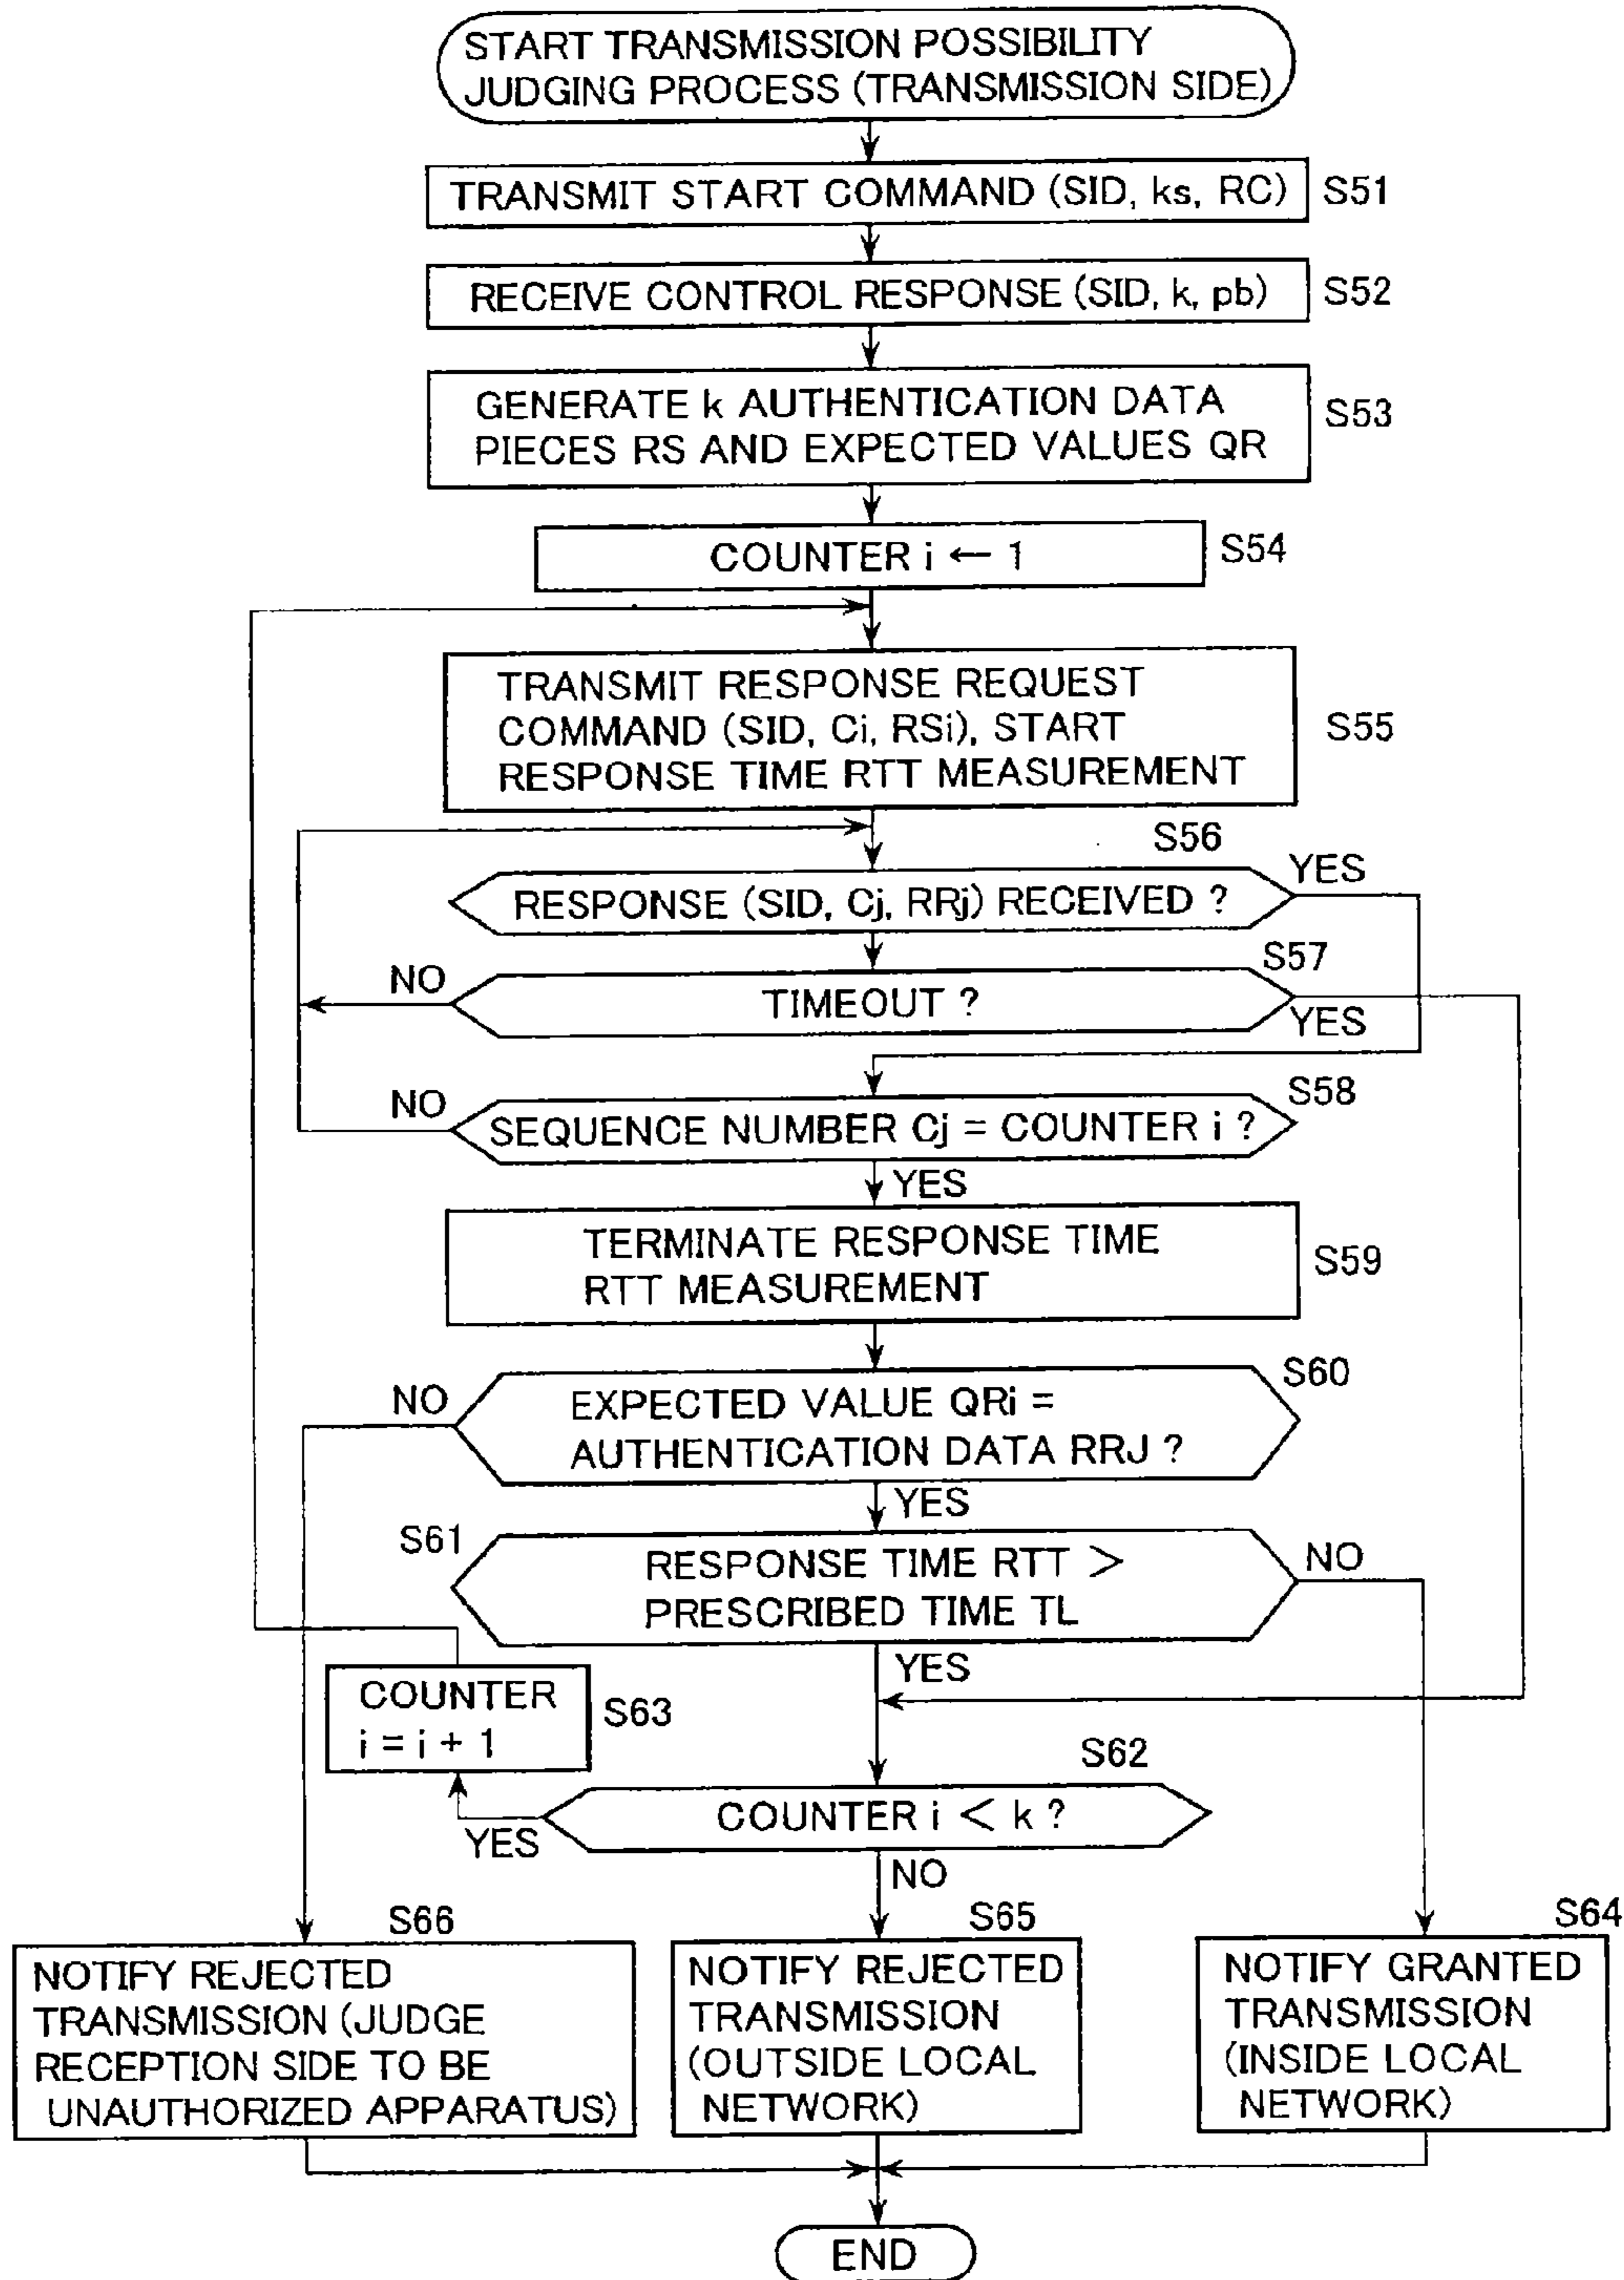 START TRANSMISSION POSSIBILITY
JUDGING PROCESS (TRANSMISSION SIDE)
TRANSMIT START COMMAND (SID, ks, RC)
S51
RECEIVE CONTROL RESPONSE (SID, k, pb)
S52
GENERATE k AUTHENTICATION DATA
PIECES RS AND EXPECTED VALUES QR
S53
COUNTER i ← 1
S54
TRANSMIT RESPONSE REQUEST
COMMAND (SID, Ci, RSi), START
RESPONSE TIME RTT MEASUREMENT
S55
S56
RESPONSE (SID, Cj, RRj) RECEIVED ?
YES
S57
NO
TIMEOUT ?
YES
S58
NO
SEQUENCE NUMBER Cj = COUNTER i ?
YES
TERMINATE RESPONSE TIME
RTT MEASUREMENT
S59
S60
NO
EXPECTED VALUE QRi =
AUTHENTICATION DATA RRJ ?
YES
S61
RESPONSE TIME RTT >
PRESCRIBED TIME TL
NO
YES
COUNTER
i = i + 1
S63
S62
COUNTER i < k ?
YES
NO
S66
NOTIFY REJECTED
TRANSMISSION (JUDGE
RECEPTION SIDE TO BE
UNAUTHORIZED APPARATUS)
S65
NOTIFY REJECTED
TRANSMISSION
(OUTSIDE LOCAL
NETWORK)
S64
NOTIFY GRANTED
TRANSMISSION
(INSIDE LOCAL
NETWORK)
END